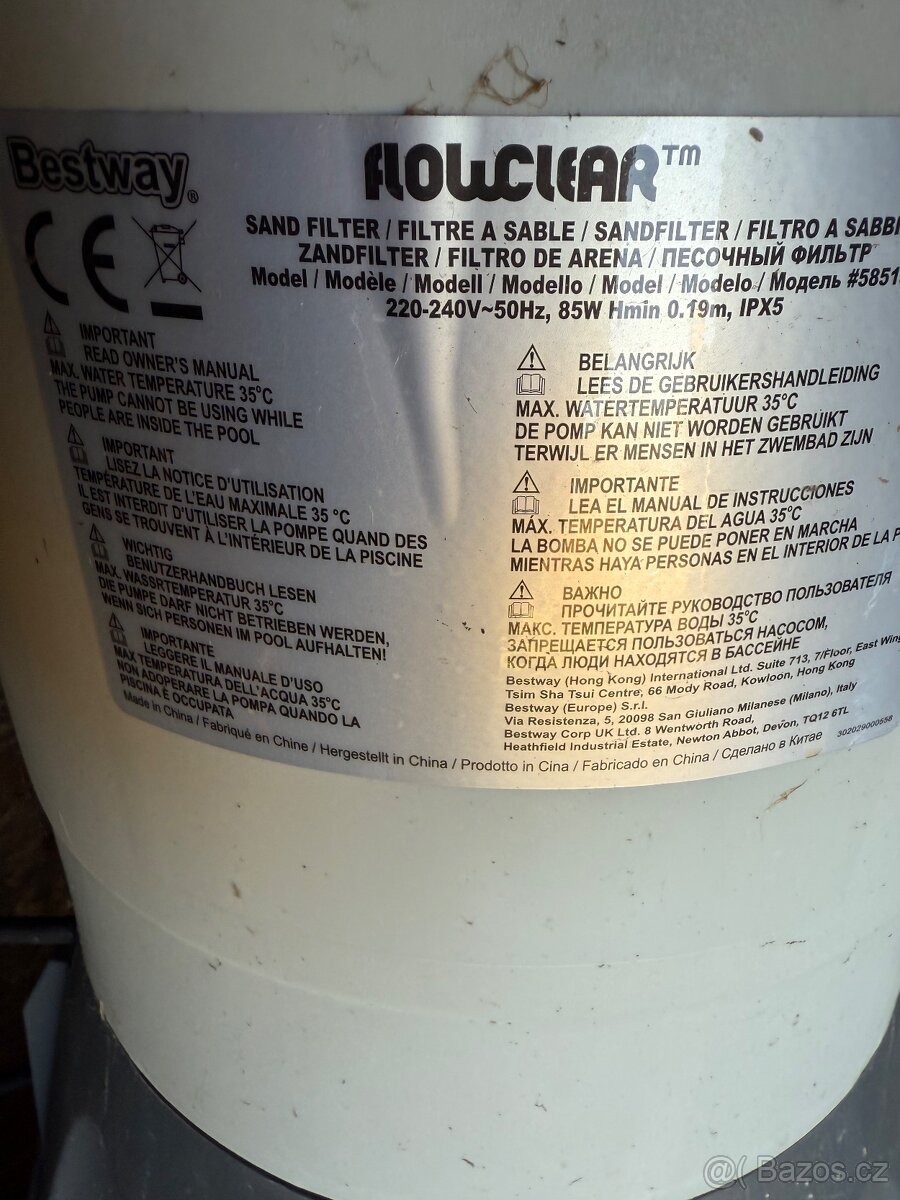 Bestway®
FLOWCLEAR™
SAND FILTER / FILTRE A SABLE / SANDFILTER / FILTRO A SABBI
ZANDFILTER / FILTRO DE ARENA / ПЕСОЧНЫЙ ФИЛЬТР
Model / Modèle / Modell / Modello / Model / Modelo / Модель #5851
220-240V~50Hz, 85W Hmin 0.19m, IPX5
CE
IMPORTANT
READ OWNER'S MANUAL
MAX. WATER TEMPERATURE 35°C
THE PUMP CANNOT BE USING WHILE
PEOPLE ARE INSIDE THE POOL
IMPORTANT
LISEZ LA NOTICE D'UTILISATION
TEMPÉRATURE DE L'EAU MAXIMALE 35 °C
IL EST INTERDIT D'UTILISER LA POMPE QUAND DES
GENS SE TROUVENT À L'INTÉRIEUR DE LA PISCINE
WICHTIG
BENUTZERHANDBUCH LESEN
MAX. WASSRTEMPERATUR 35°C
DIE PUMPE DARF NICHT BETRIEBEN WERDEN,
WENN SICH PERSONEN IM POOL AUFHALTEN!
IMPORTANTE
LEGGERE IL MANUALE D'USO
MAX TEMPERATURA DELL'ACQUA 35°C
NON ADOPERARE LA POMPA QUANDO LA
PISCINA È OCCUPATA
BELANGRIJK
LEES DE GEBRUIKERSHANDLEIDING
MAX. WATERTEMPERATUUR 35°C
DE POMP KAN NIET WORDEN GEBRUIKT
TERWIJL ER MENSEN IN HET ZWEMBAD ZIJN
IMPORTANTE
LEA EL MANUAL DE INSTRUCCIONES
MÁX. TEMPERATURA DEL AGUA 35°C
LA BOMBA NO SE PUEDE PONER EN MARCHA
MIENTRAS HAYA PERSONAS EN EL INTERIOR DE LA P
ВАЖНО
ПРОЧИТАЙТЕ РУКОВОДСТВО ПОЛЬЗОВАТЕЛЯ
МАКС. ТЕМПЕРАТУРА ВОДЫ 35°C
ЗАПРЕЩАЕТСЯ ПОЛЬЗОВАТЬСЯ НАСОСОМ,
КОГДА ЛЮДИ НАХОДЯТСЯ В БАССЕЙНЕ
Bestway (Hong Kong) International Ltd. Suite 713, 7/Floor, East Wing
Tsim Sha Tsui Centre, 66 Mody Road, Kowloon, Hong Kong
Bestway (Europe) S.r.l.
Via Resistenza, 5, 20098 San Giuliano Milanese (Milano), Italy
Bestway Corp UK Ltd. 8 Wentworth Road,
Heathfield Industrial Estate, Newton Abbot, Devon, TQ12 6TL
302029000558
Made in China / Fabriqué en Chine / Hergestellt in China / Prodotto in Cina / Fabricado en China / Сделано в Китае
@( Bazos.cz